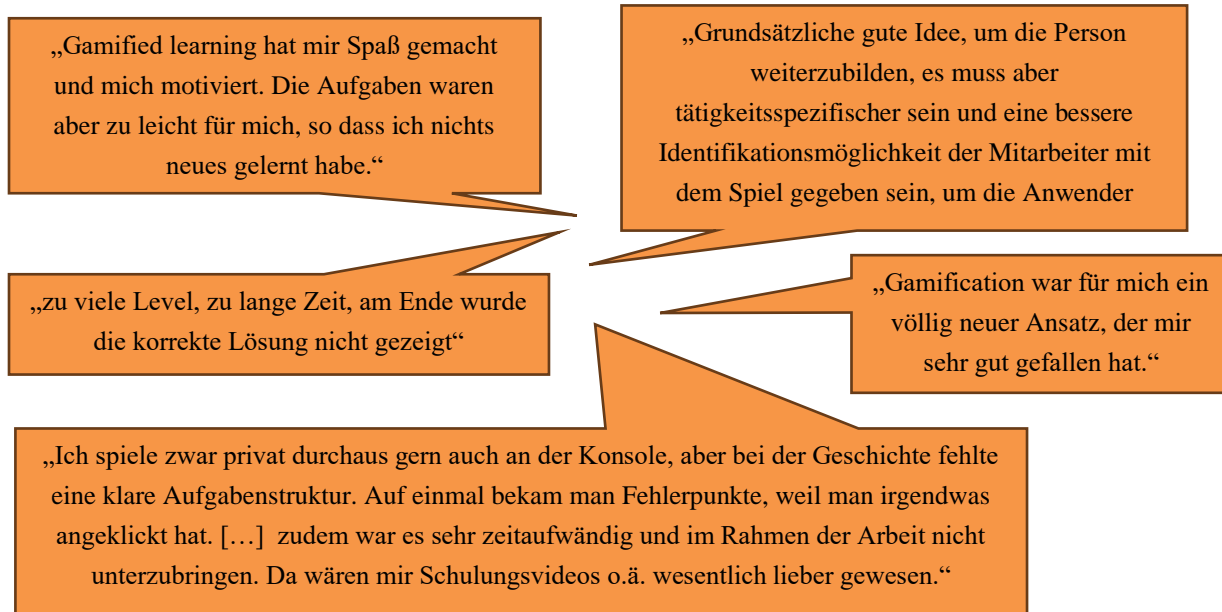 „Gamified learning hat mir Spaß gemacht
und mich motiviert. Die Aufgaben waren
aber zu leicht für mich, so dass ich nichts
neues gelernt habe.“
„Grundsätzliche gute Idee, um die Person
weiterzubilden, es muss aber
tätigkeitsspezifischer sein und eine bessere
Identifikationsmöglichkeit der Mitarbeiter mit
dem Spiel gegeben sein, um die Anwender
„zu viele Level, zu lange Zeit, am Ende wurde
die korrekte Lösung nicht gezeigt“
„Gamification war für mich ein
völlig neuer Ansatz, der mir
sehr gut gefallen hat.“
„Ich spiele zwar privat durchaus gern auch an der Konsole, aber bei der Geschichte fehlte
eine klare Aufgabenstruktur. Auf einmal bekam man Fehlerpunkte, weil man irgendwas
angeklickt hat. […] zudem war es sehr zeitaufwändig und im Rahmen der Arbeit nicht
unterzubringen. Da wären mir Schulungsvideos o.ä. wesentlich lieber gewesen.“